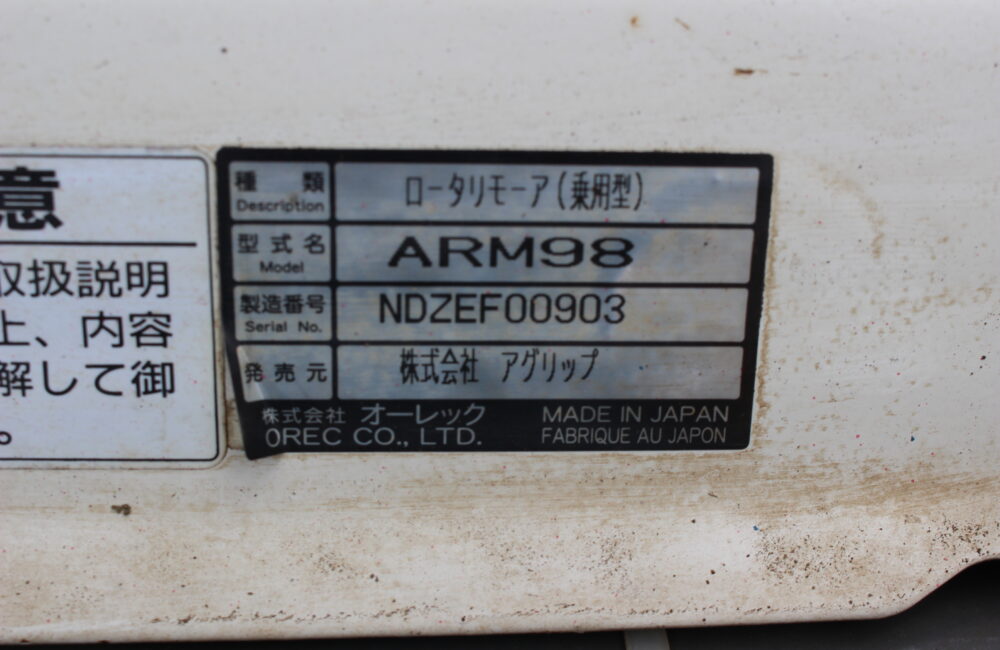 意
取扱説明
上、内容
解して御
。
種 類 ロータリモーア(乗用型)
Description
型式名 ARM98
Model
製造番号 NDZEF00903
Serial No.
発売元 株式会社 アグリップ
株式会社 オーレック MADE IN JAPAN
OREC CO., LTD. FABRIQUE AU JAPON